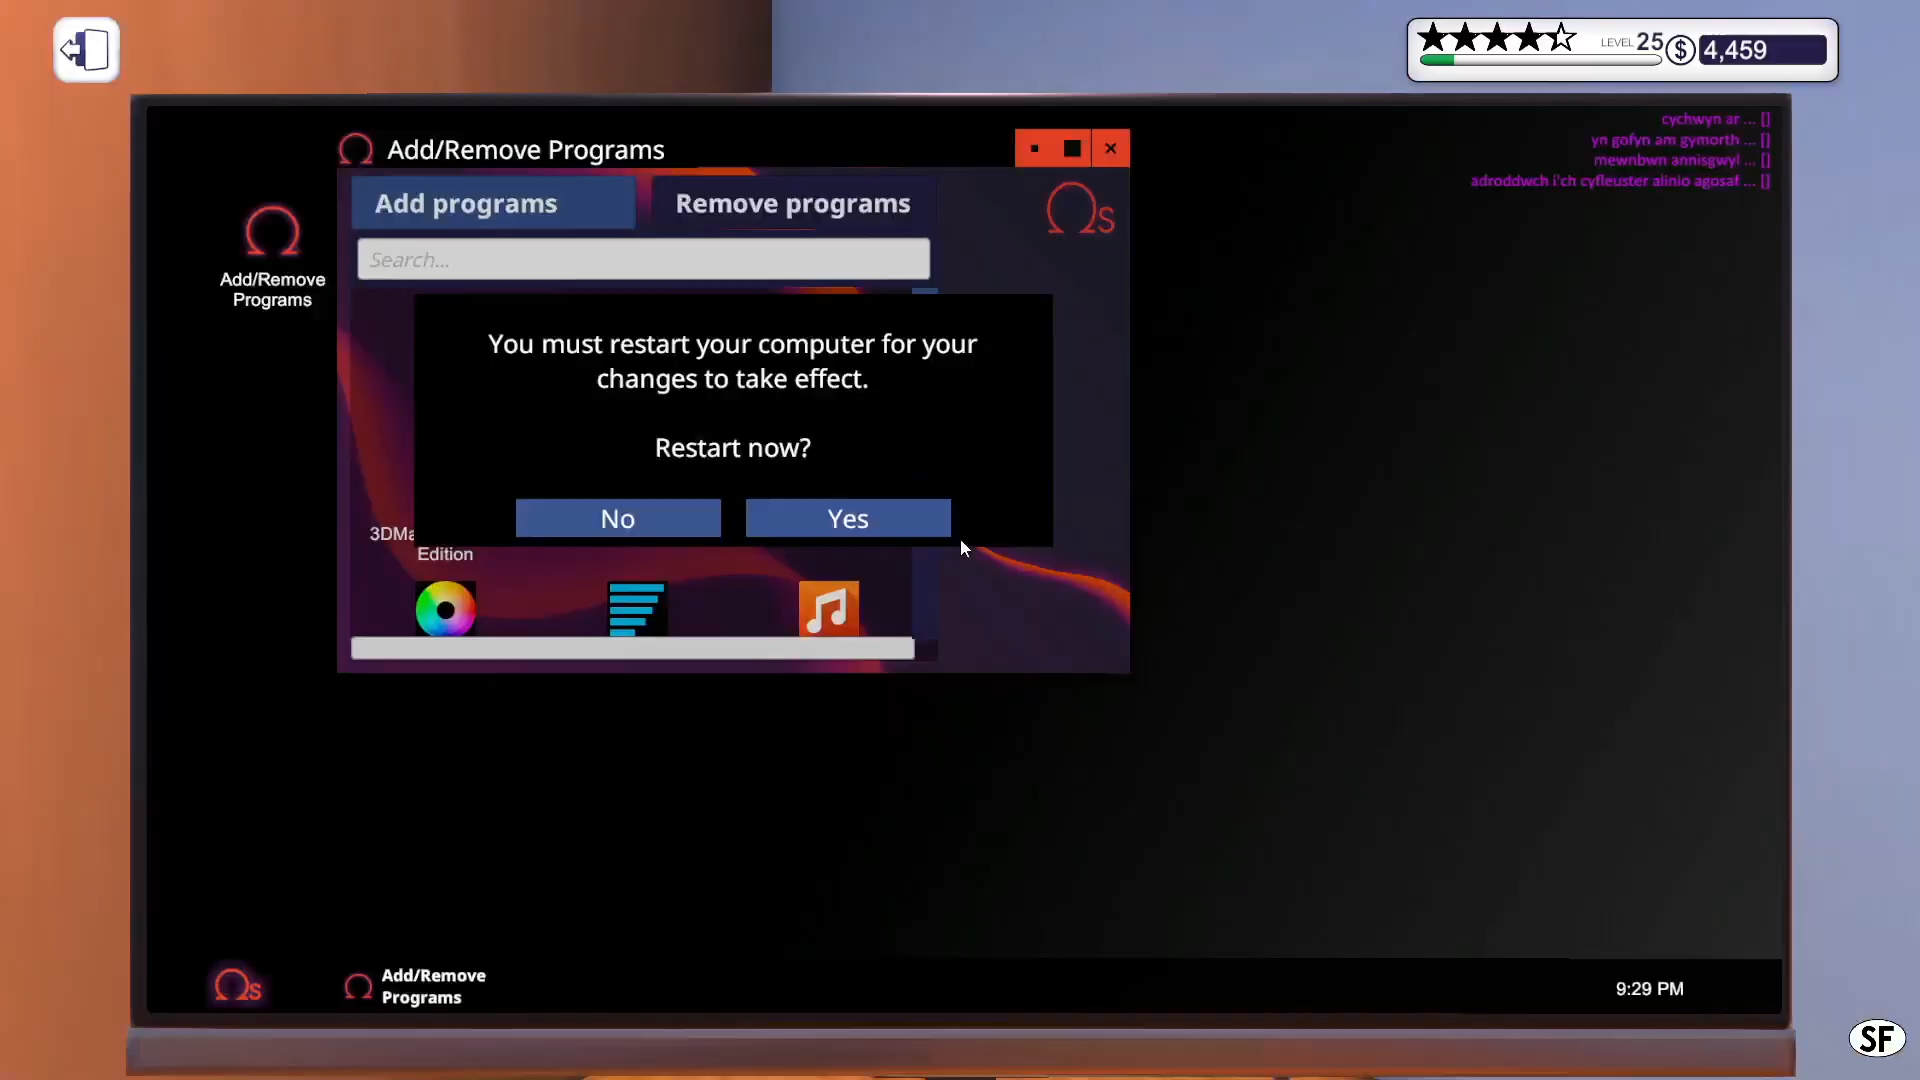 LEVEL 25
$ 4,459
cychwyn ar ... []
yn gofyn am gymorth ... []
mewnbwn annisgwyl ... []
adroddwch i'ch cyfleuster alinio agosaf ... []
Add/Remove Programs
Add programs
Remove programs
Ωs
Search...
Add/Remove
Programs
You must restart your computer for your
changes to take effect.
Restart now?
No
Yes
Edition
Ωs
Add/Remove
Programs
9:29 PM
SF